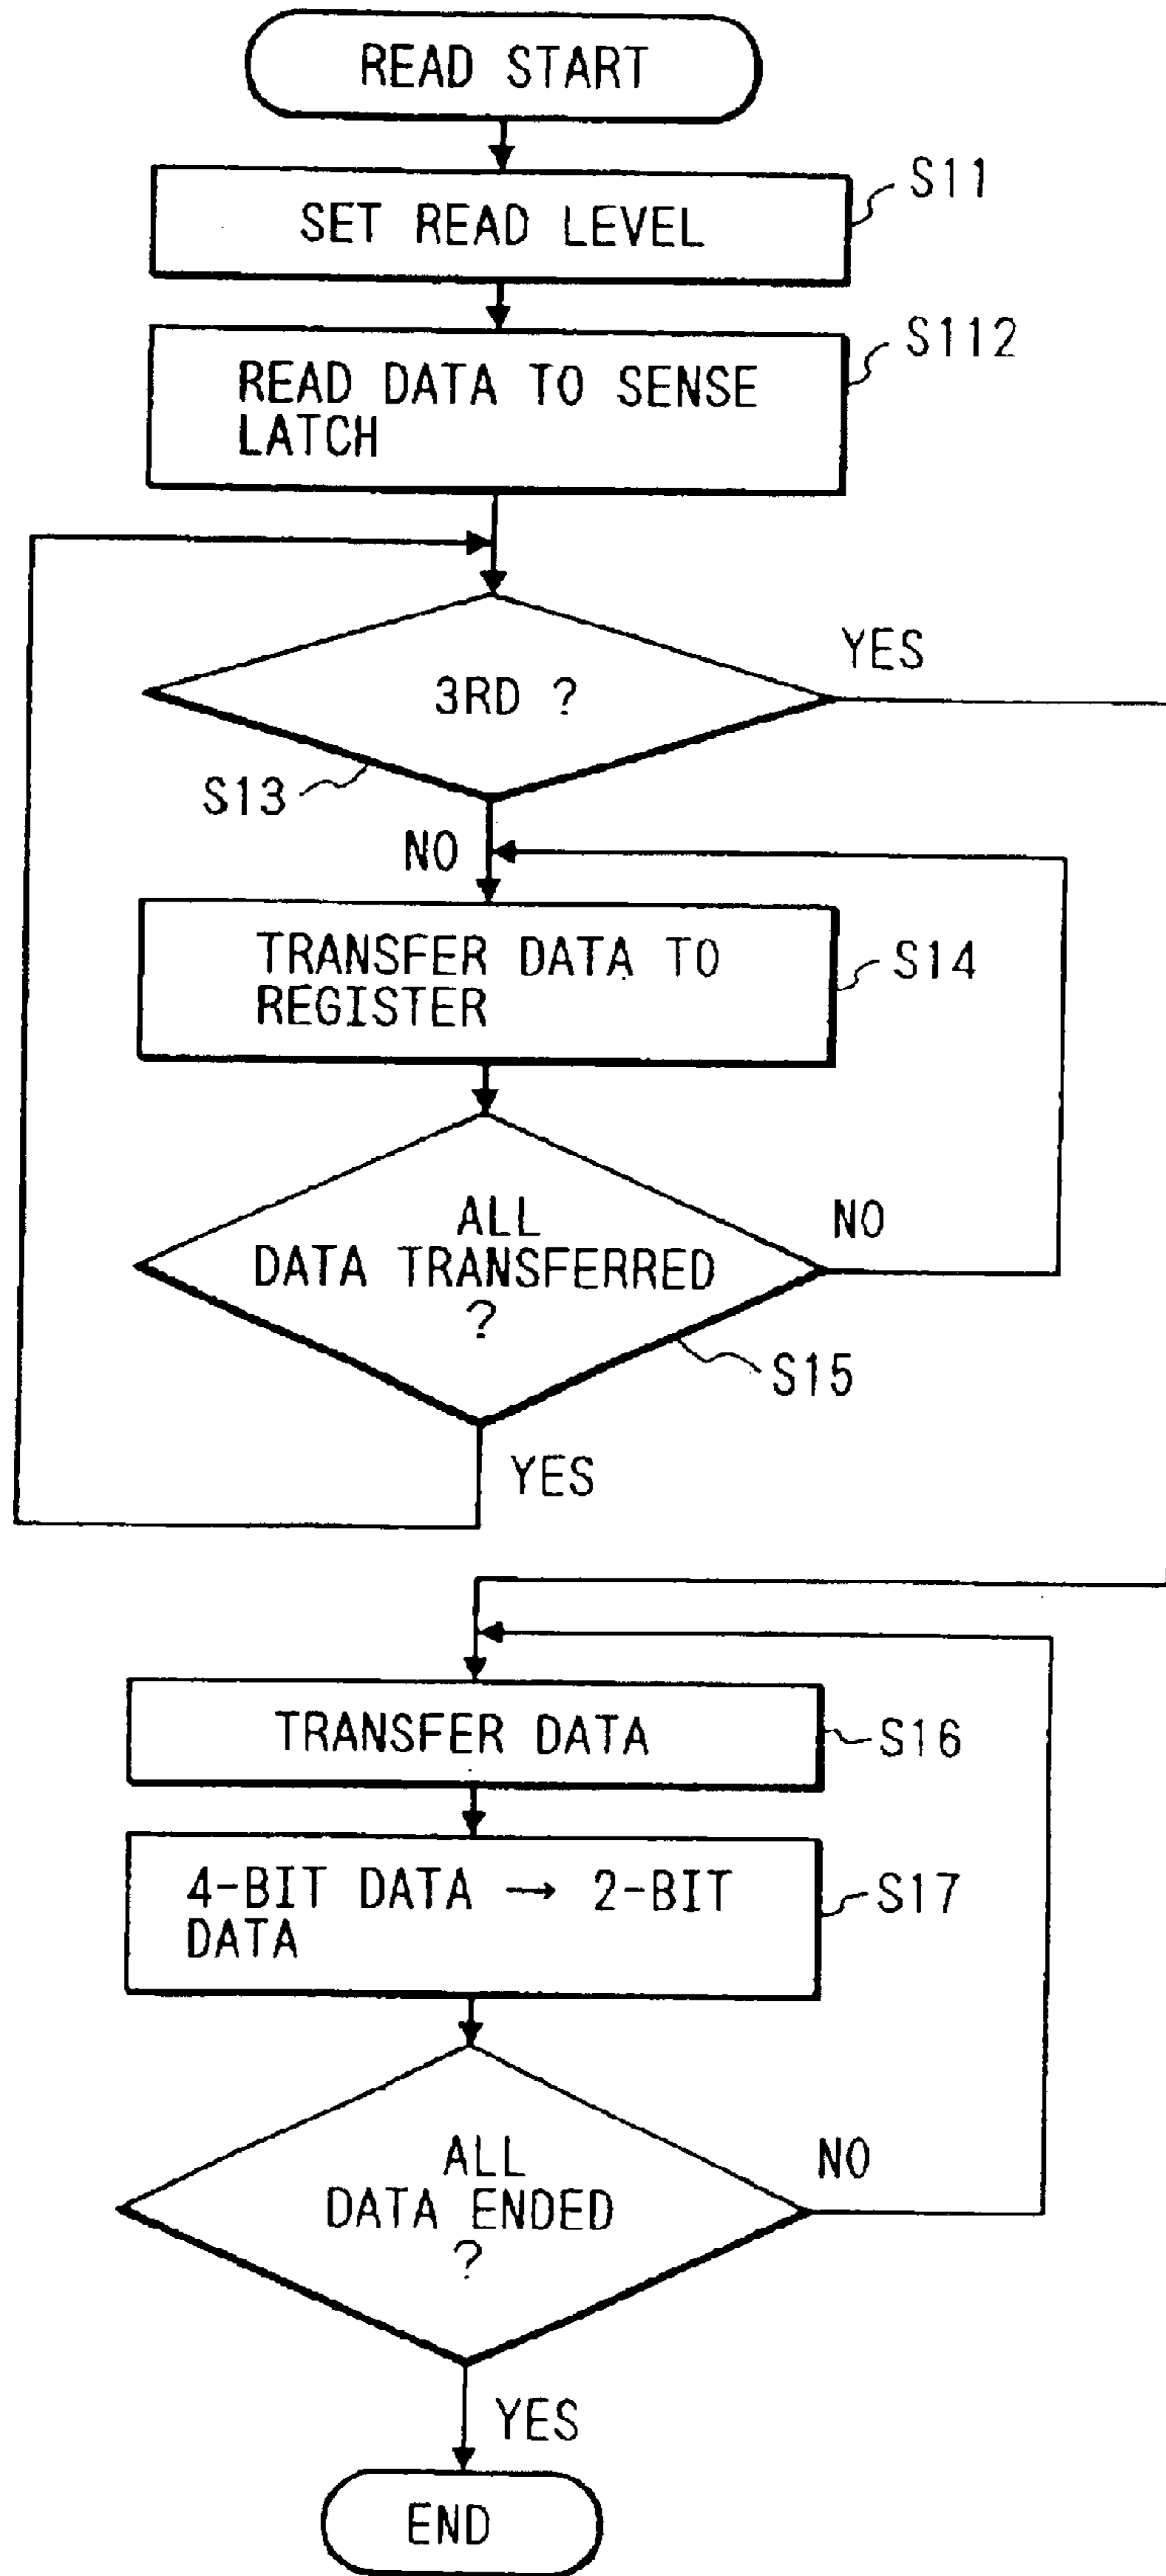 READ START
SET READ LEVEL
S11
READ DATA TO SENSE
LATCH
S112
3RD ?
YES
S13
NO
TRANSFER DATA TO
REGISTER
S14
ALL
DATA TRANSFERRED
?
NO
S15
YES
TRANSFER DATA
S16
4-BIT DATA → 2-BIT
DATA
S17
ALL
DATA ENDED
?
NO
YES
END